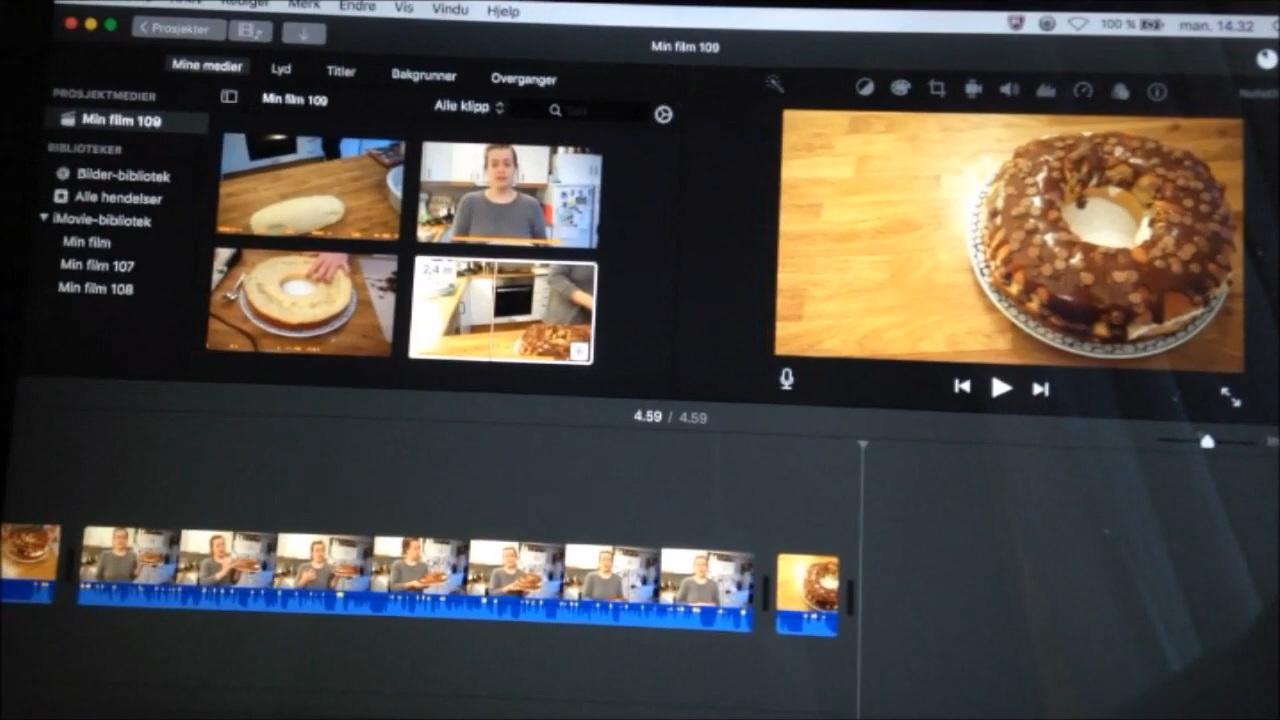 Rediger Merk Endre Vis Vindu Hjelp
100 % man. 14.32
Prosjekter
Min film 109
Mine medier Lyd Titler Bakgrunner Overganger
PROSJEKTMEDIER
Min film 109
Alle klipp
Min film 109
BIBLIOTEKER
Bilder-bibliotek
Alle hendelser
iMovie-bibliotek
Min film
Min film 107
Min film 108
2,4 m
4.59 / 4.59